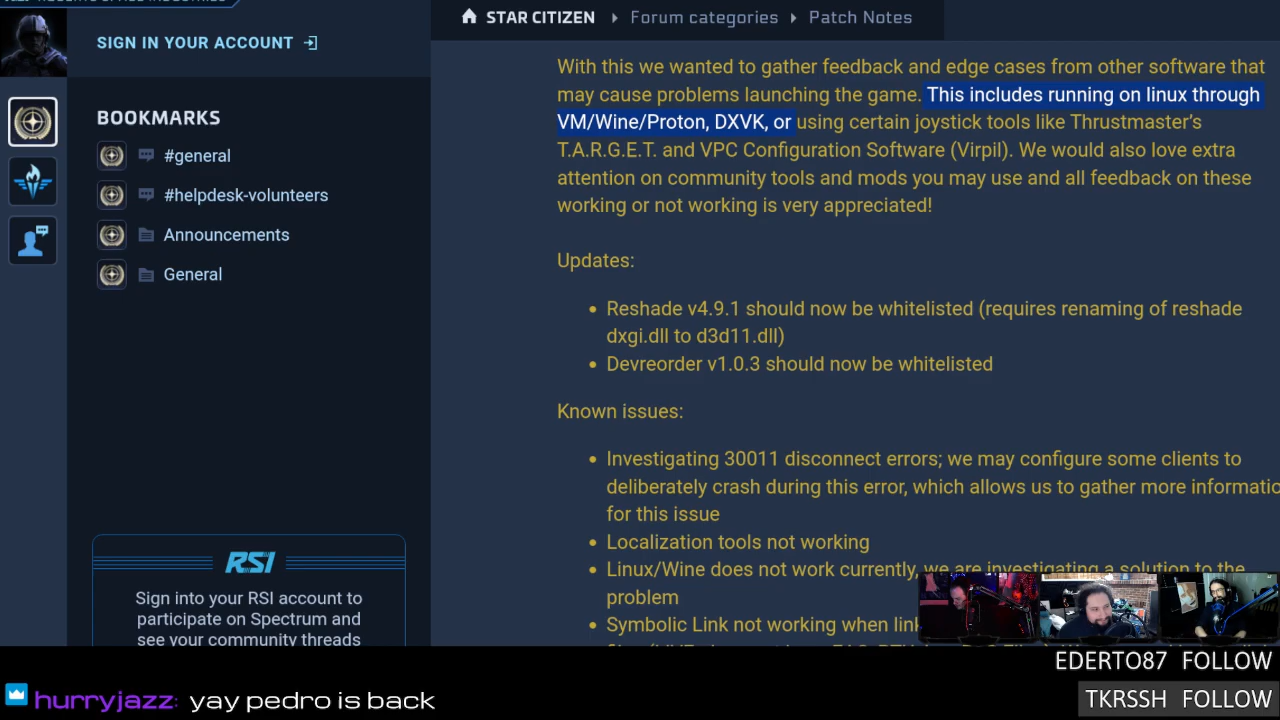 SIGN IN YOUR ACCOUNT
STAR CITIZEN
Forum categories
Patch Notes
BOOKMARKS
#general
#helpdesk-volunteers
Announcements
General
RSI
Sign into your RSI account to
participate on Spectrum and
see your community threads
With this we wanted to gather feedback and edge cases from other software that
may cause problems launching the game. This includes running on linux through
VM/Wine/Proton, DXVK, or using certain joystick tools like Thrustmaster's
T.A.R.G.E.T. and VPC Configuration Software (Virpil). We would also love extra
attention on community tools and mods you may use and all feedback on these
working or not working is very appreciated!
Updates:
Reshade v4.9.1 should now be whitelisted (requires renaming of reshade
dxgi.dll to d3d11.dll)
Devreorder v1.0.3 should now be whitelisted
Known issues:
Investigating 30011 disconnect errors; we may configure some clients to
deliberately crash during this error, which allows us to gather more informatio
for this issue
Localization tools not working
Linux/Wine does not work currently, we are investigating a solution to the
problem
Symbolic Link not working when lin
EDERTO87 FOLLOW
TKRSSH FOLLOW
hurryjazz: yay pedro is back